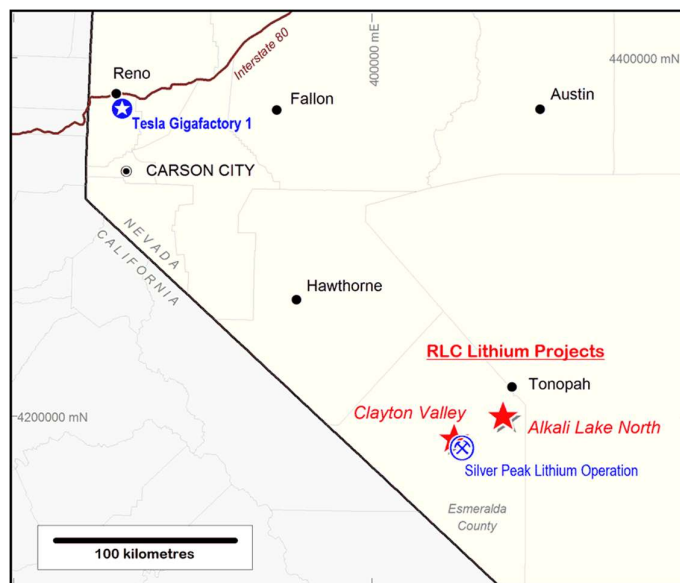 400000 mE
4400000 mN
Interstate 80
Reno
Fallon
Austin
Tesla Gigafactory 1
CARSON CITY
NEVADA
CALIFORNIA
Hawthorne
RLC Lithium Projects
Tonopah
Clayton Valley
4200000 mN
Alkali Lake North
Silver Peak Lithium Operation
Esmeralda
County
100 kilometres